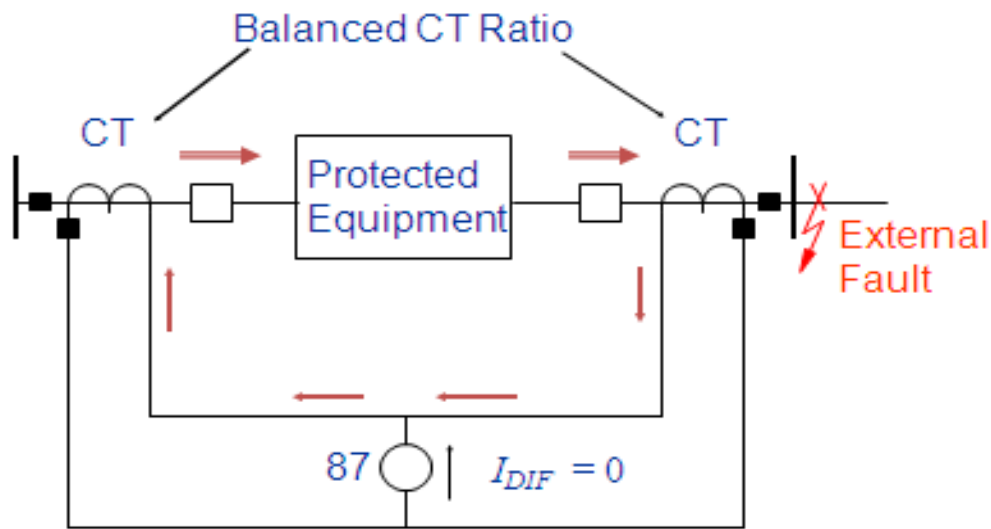 Balanced CT Ratio
CT
CT
Protected
Equipment
External
Fault
87
I_DIF = 0